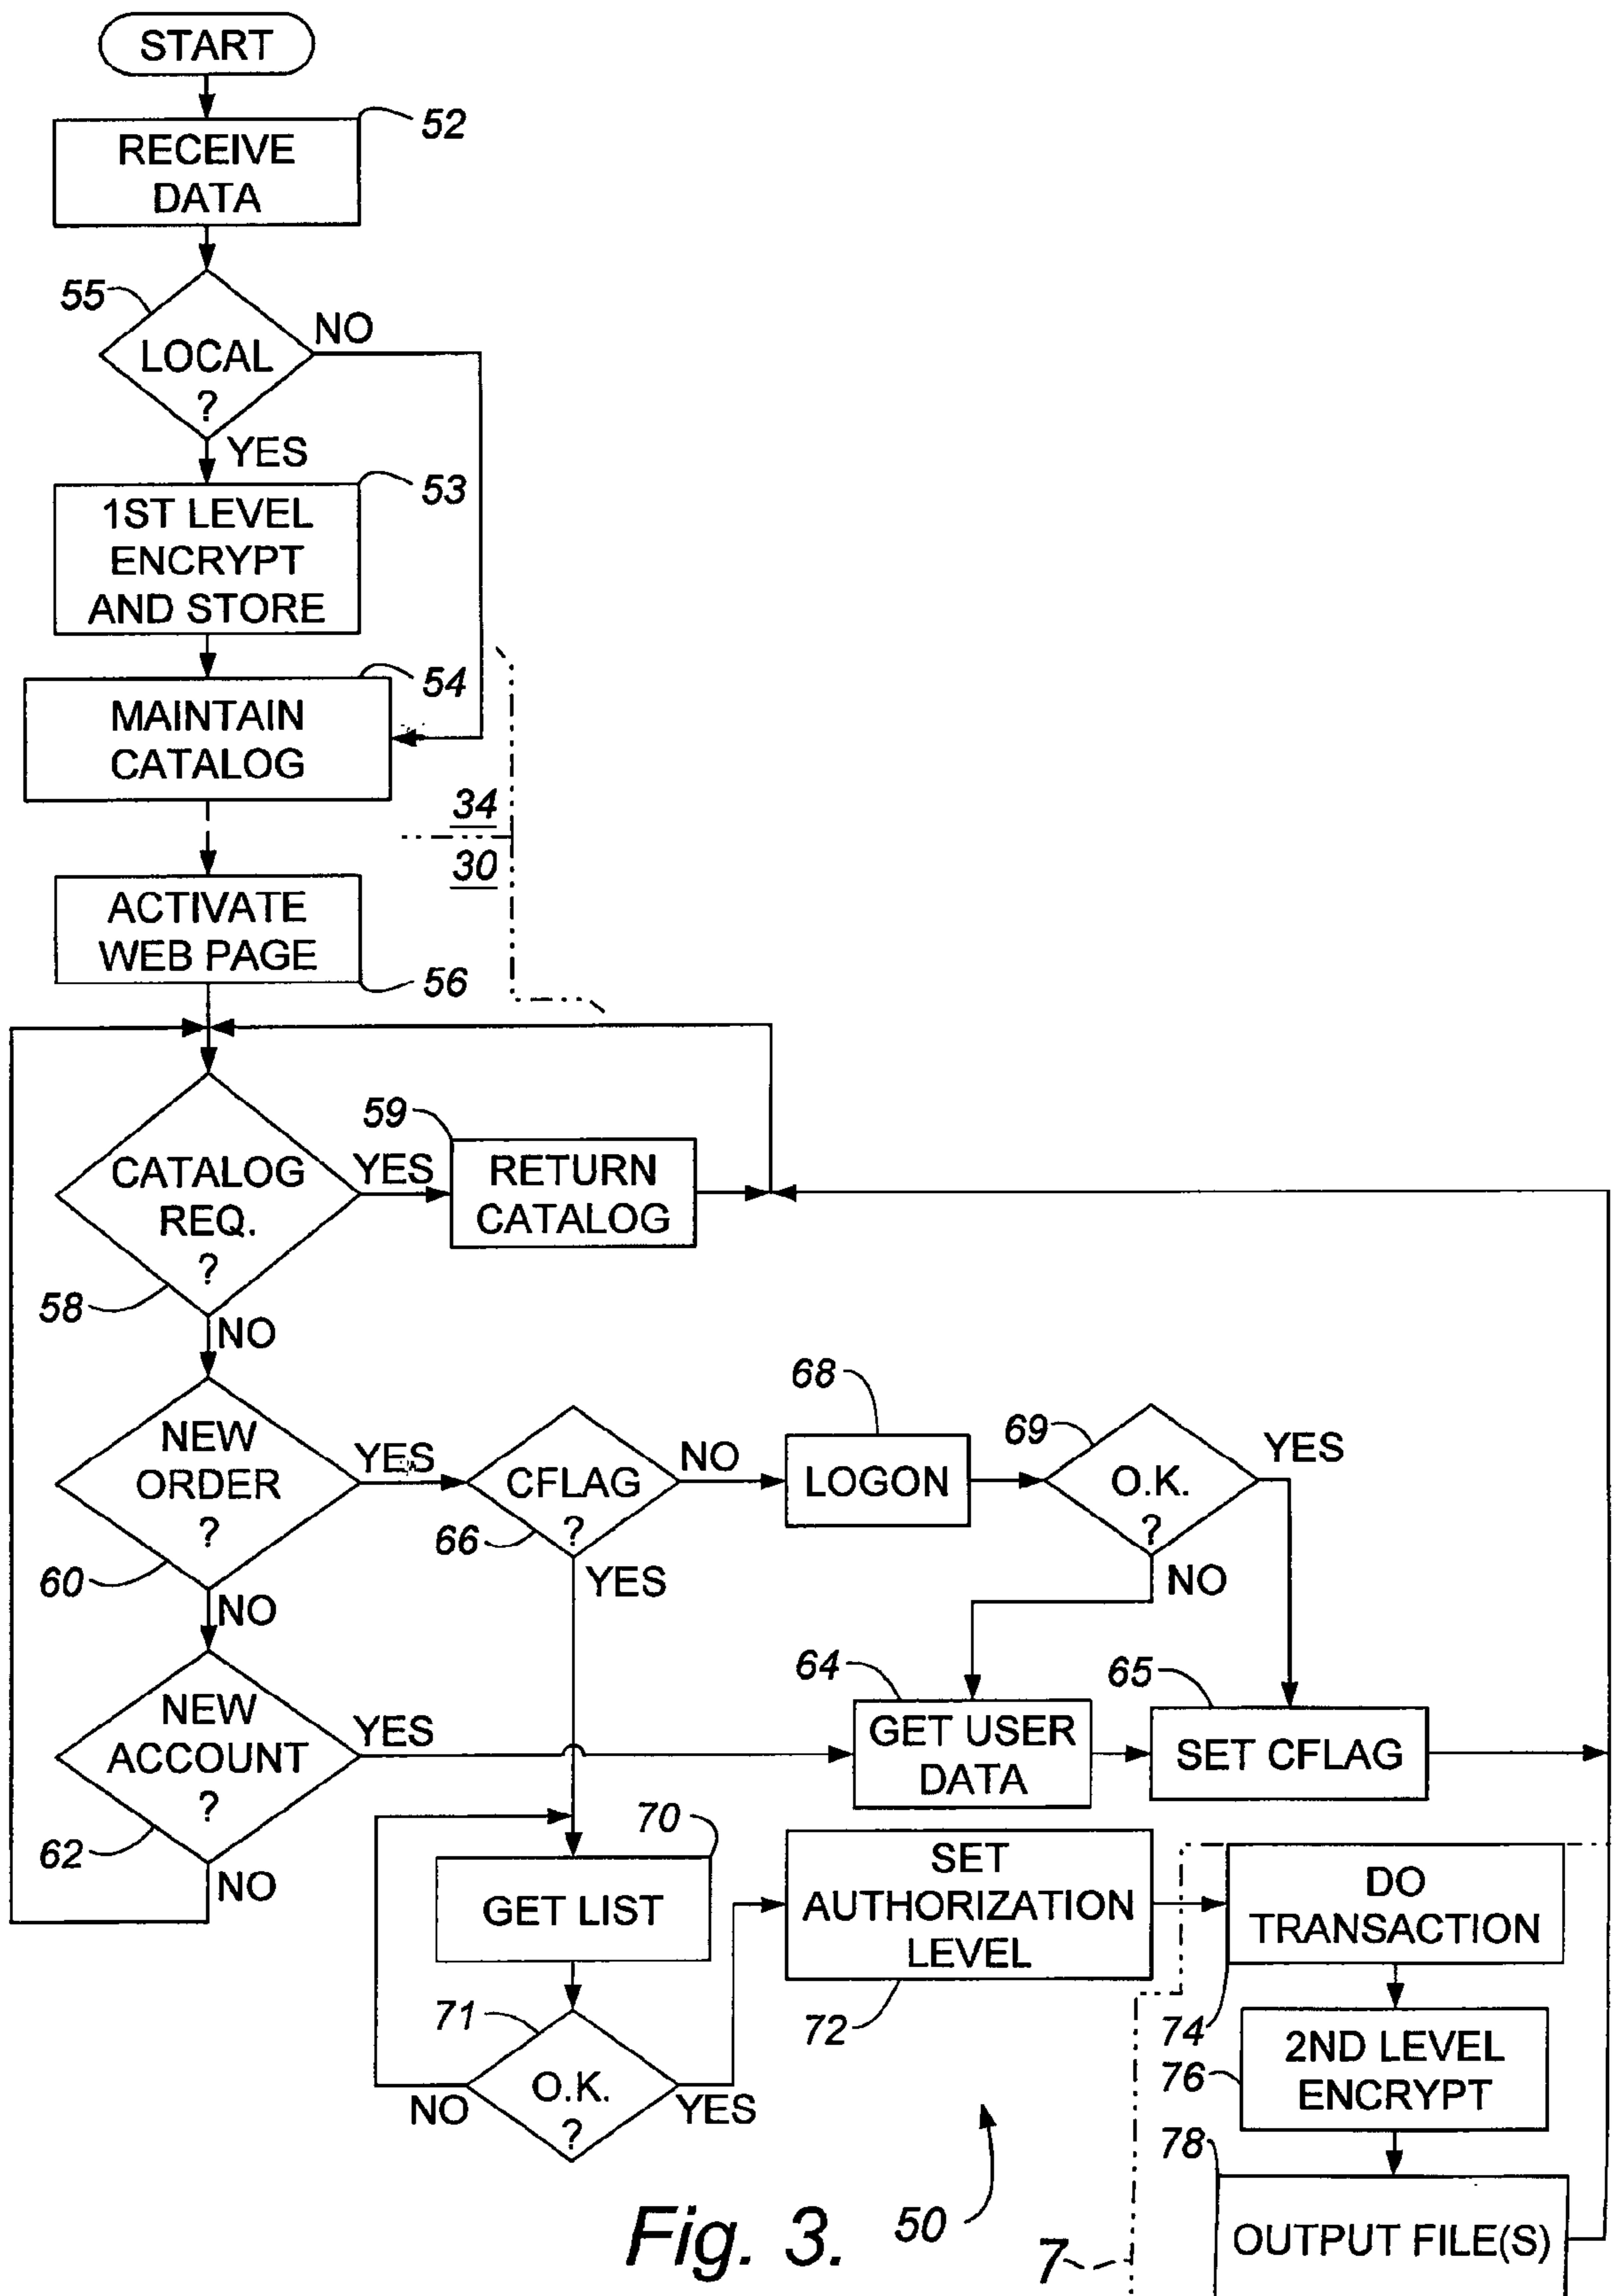 START
52
RECEIVE
DATA
55
NO
LOCAL
?
YES
53
1ST LEVEL
ENCRYPT
AND STORE
54
MAINTAIN
CATALOG
34
30
ACTIVATE
WEB PAGE
56
59
CATALOG
REQ.
?
YES
RETURN
CATALOG
58
NO
68
69
NEW
ORDER
?
YES
CFLAG
?
NO
LOGON
O.K.
?
YES
66
60
YES
NO
NO
64
65
NEW
ACCOUNT
?
YES
GET USER
DATA
SET CFLAG
62
NO
70
GET LIST
SET
AUTHORIZATION
LEVEL
DO
TRANSACTION
71
72
74
O.K.
?
NO
YES
2ND LEVEL
ENCRYPT
76
78
OUTPUT FILE(S)
Fig. 3.
50
7